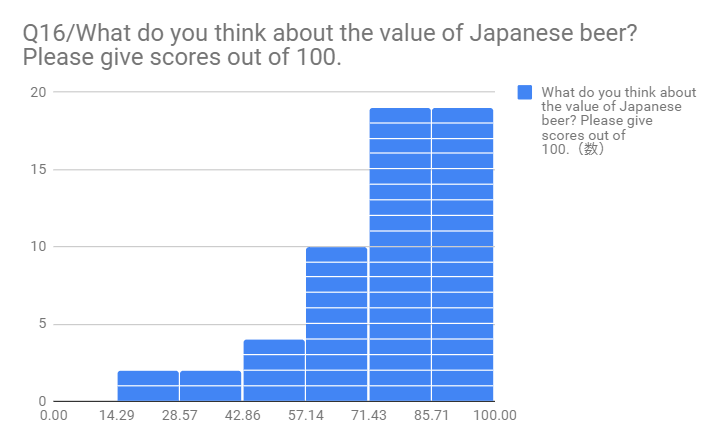 Q16/What do you think about the value of Japanese beer?
Please give scores out of 100.
20
15
10
5
0
0.00 14.29 28.57 42.86 57.14 71.43 85.71 100.00
What do you think about
the value of Japanese
beer? Please give
scores out of
100.（数）